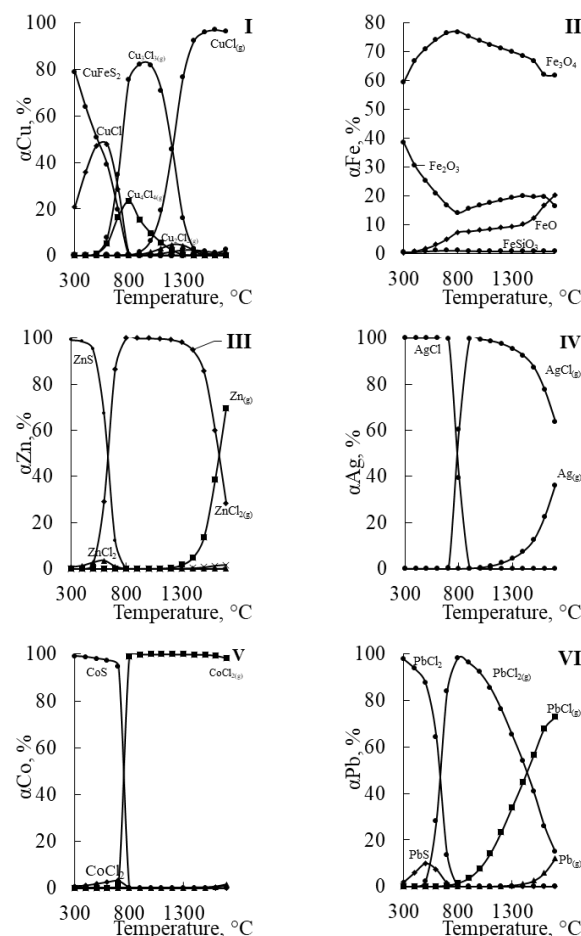 I
100
80
60
40
20
0
αCu, %
CuFeS₂
CuCl
Cu₃Cl₃(g)
Cu₄Cl₄(g)
CuCl(g)
300 800 1300
Temperature, °C
II
80
70
60
50
40
30
20
10
0
αFe, %
Fe₃O₄
Fe₂O₃
FeO
FeSiO₃
300 800 1300
Temperature, °C
III
100
80
60
40
20
0
αZn, %
ZnS
ZnCl₂
Zn(g)
ZnCl₂(g)
300 800 1300
Temperature, °C
IV
100
80
60
40
20
0
αAg, %
AgCl
AgCl(g)
Ag(g)
300 800 1300
Temperature, °C
V
100
80
60
40
20
0
αCo, %
CoS
CoCl₂(g)
CoCl₂
300 800 1300
Temperature, °C
VI
100
80
60
40
20
0
αPb, %
PbCl₂
PbCl₂(g)
PbCl(g)
PbS
Pb(g)
300 800 1300
Temperature, °C